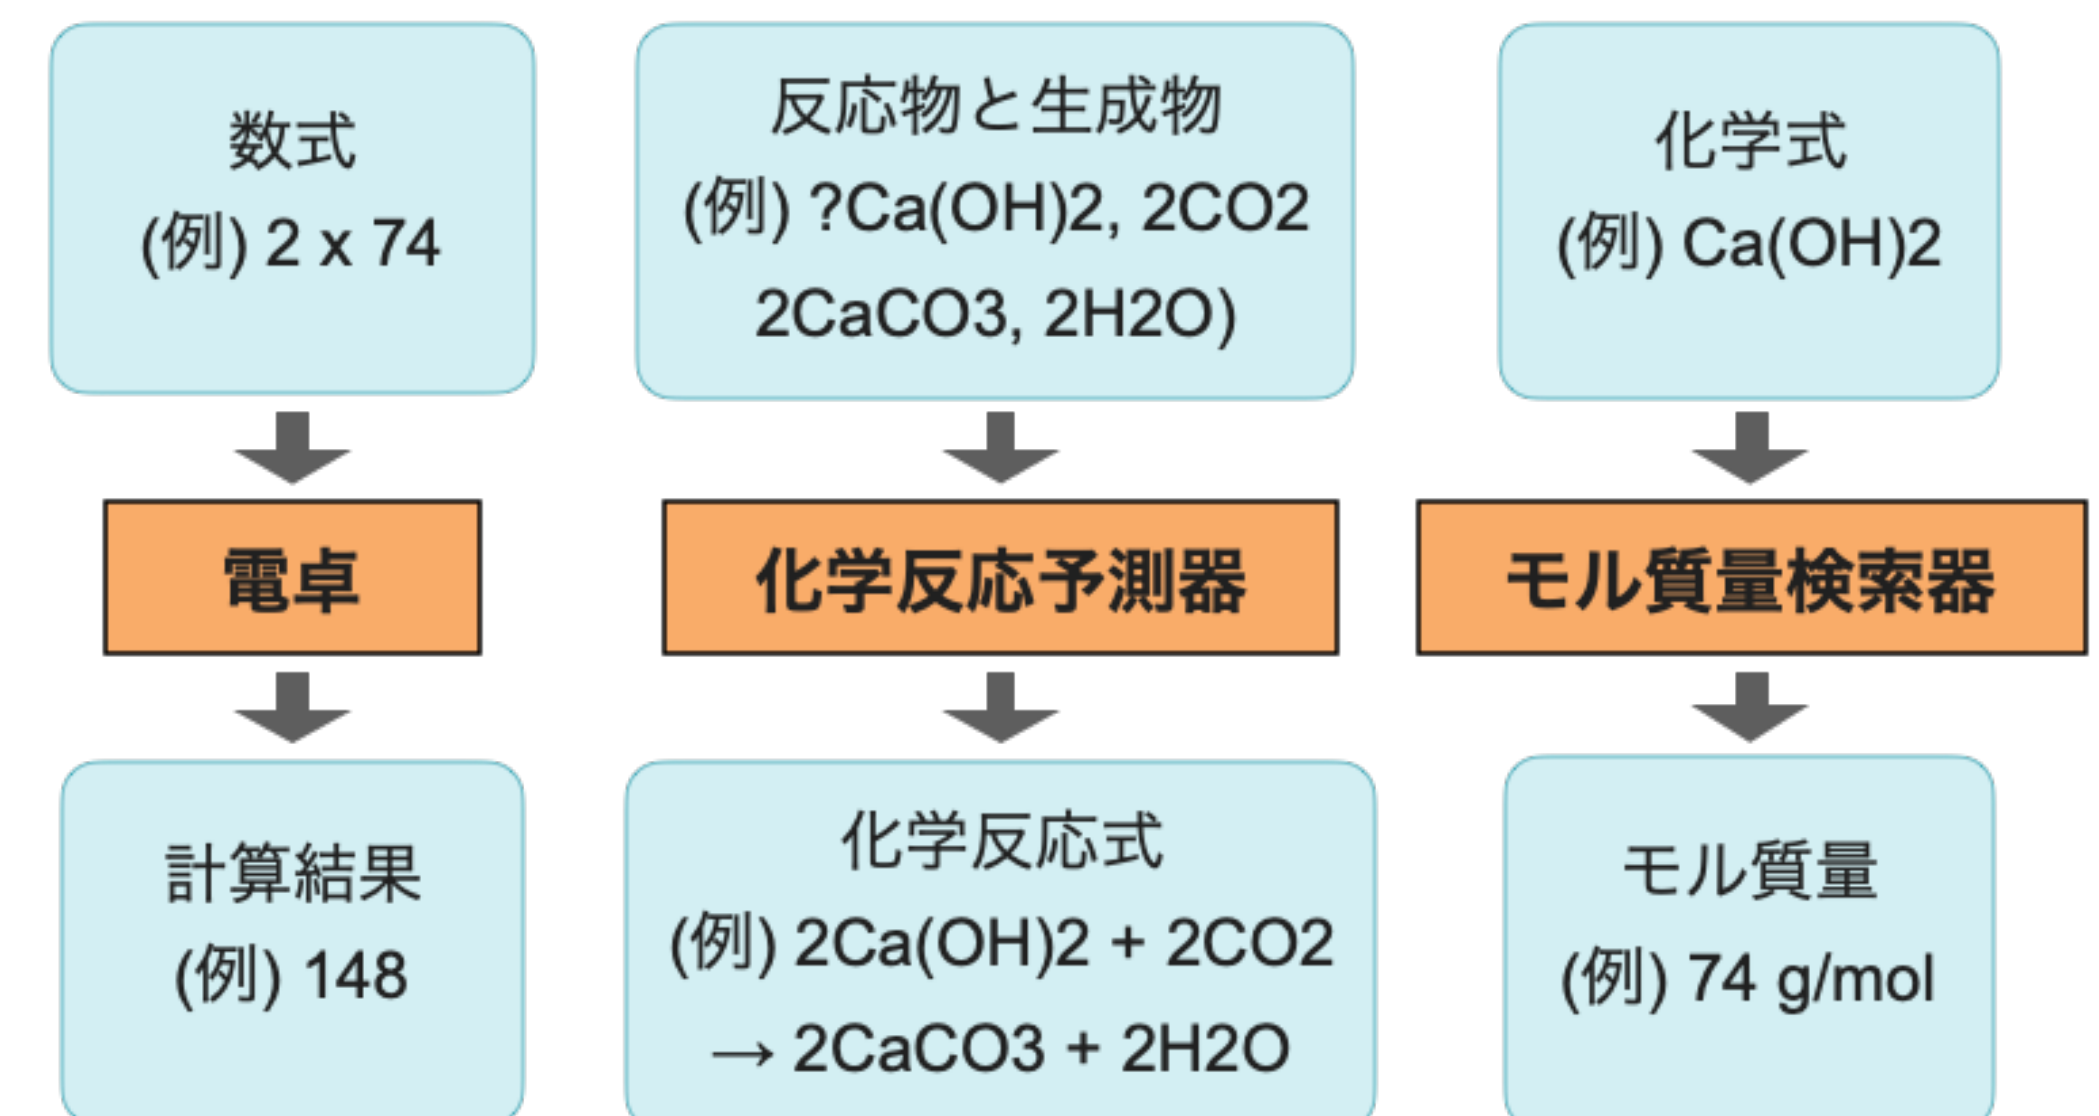 数式
(例) 2 x 74
反応物と生成物
(例) ?Ca(OH)2, 2CO2
2CaCO3, 2H2O)
化学式
(例) Ca(OH)2
電卓
化学反応予測器
モル質量検索器
計算結果
(例) 148
化学反応式
(例) 2Ca(OH)2 + 2CO2
→ 2CaCO3 + 2H2O
モル質量
(例) 74 g/mol